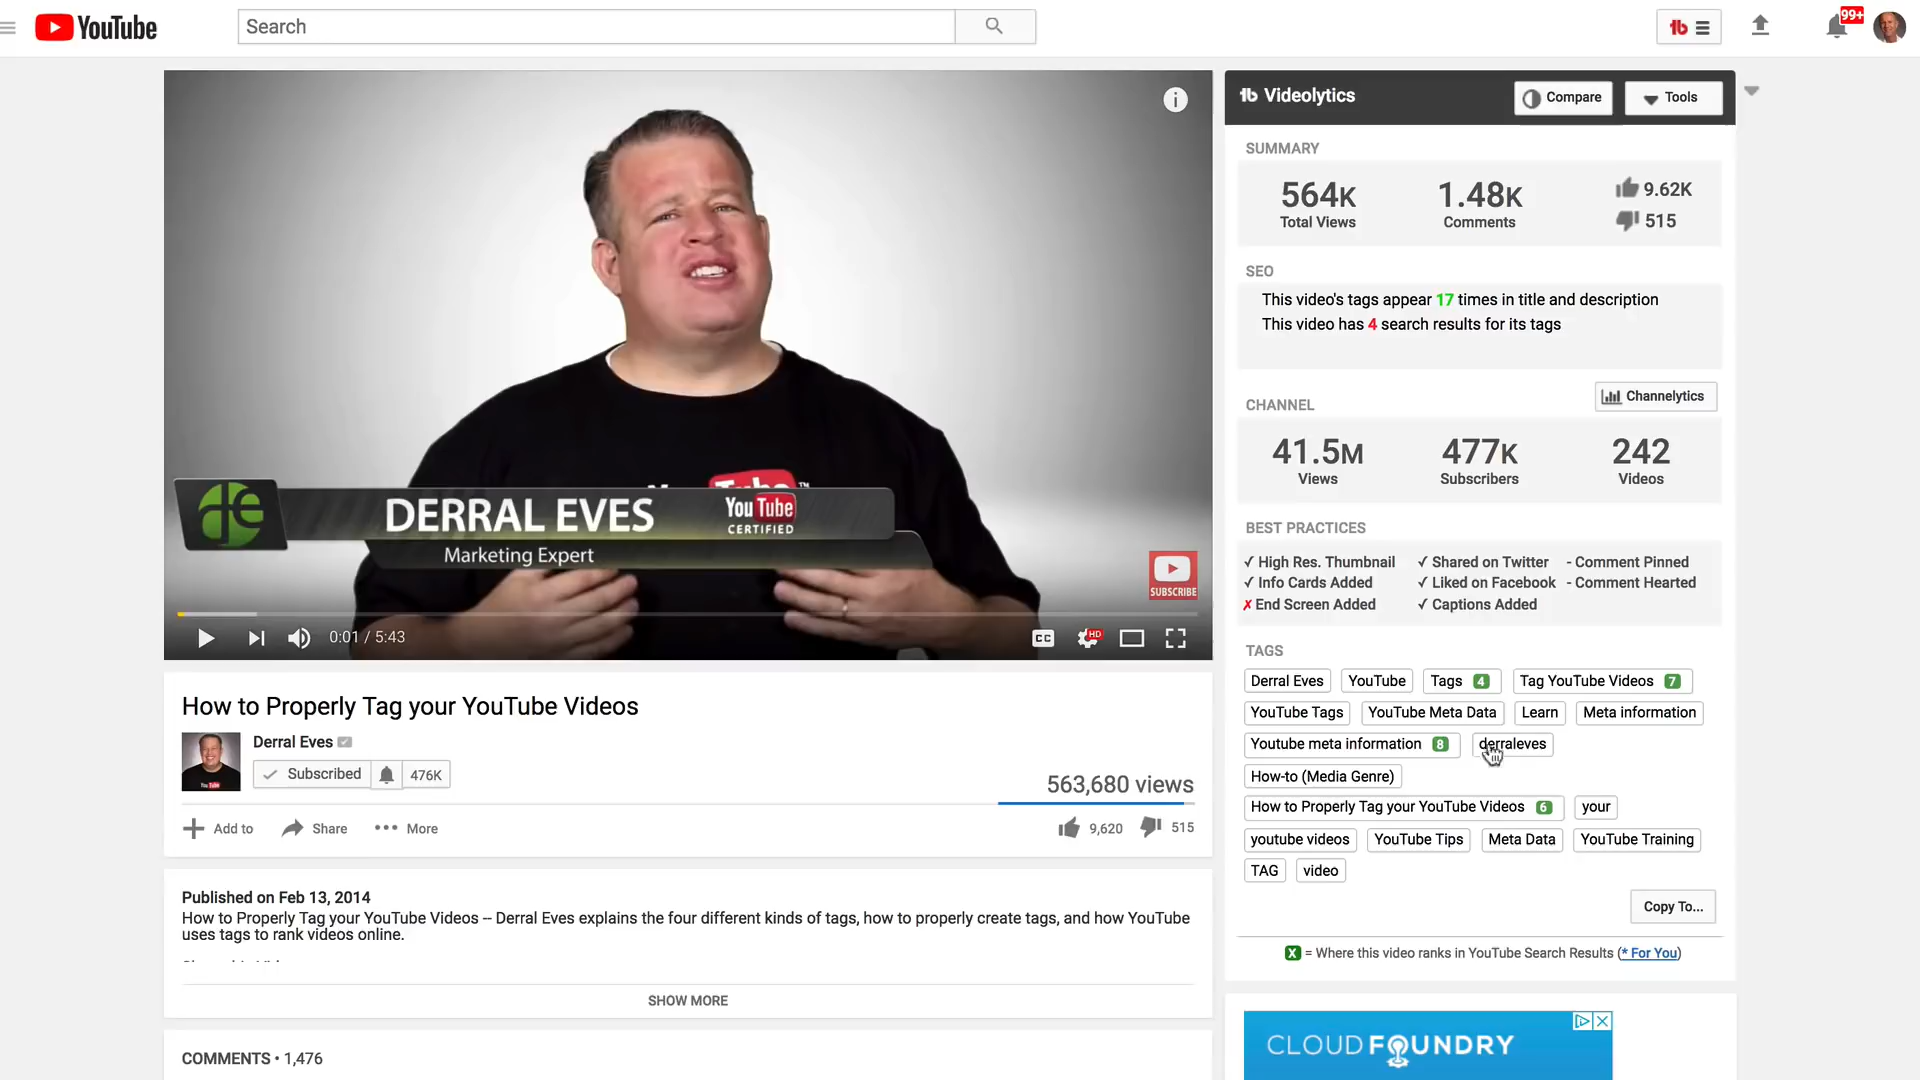 YouTube
Search
99+
Videolytics
Compare
Tools
SUMMARY
564K
Total Views
1.48K
Comments
9.62K
515
SEO
This video's tags appear 17 times in title and description
This video has 4 search results for its tags
CHANNEL
Channelytics
41.5M
Views
477K
Subscribers
242
Videos
BEST PRACTICES
✓ High Res. Thumbnail
✓ Shared on Twitter
- Comment Pinned
✓ Info Cards Added
✓ Liked on Facebook
- Comment Hearted
✗ End Screen Added
✓ Captions Added
TAGS
Derral Eves
YouTube
Tags 4
Tag YouTube Videos 7
YouTube Tags
YouTube Meta Data
Learn
Meta information
Youtube meta information 8
derraleves
How-to (Media Genre)
How to Properly Tag your YouTube Videos 6
your
youtube videos
YouTube Tips
Meta Data
YouTube Training
TAG
video
Copy To...
X = Where this video ranks in YouTube Search Results (* For You)
CLOUD FOUNDRY
DERRAL EVES
You Tube
CERTIFIED
Marketing Expert
SUBSCRIBE
0:01 / 5:43
CC
HD
How to Properly Tag your YouTube Videos
Derral Eves
Subscribed
476K
563,680 views
Add to
Share
More
9,620
515
Published on Feb 13, 2014
How to Properly Tag your YouTube Videos -- Derral Eves explains the four different kinds of tags, how to properly create tags, and how YouTube
uses tags to rank videos online.
SHOW MORE
COMMENTS • 1,476